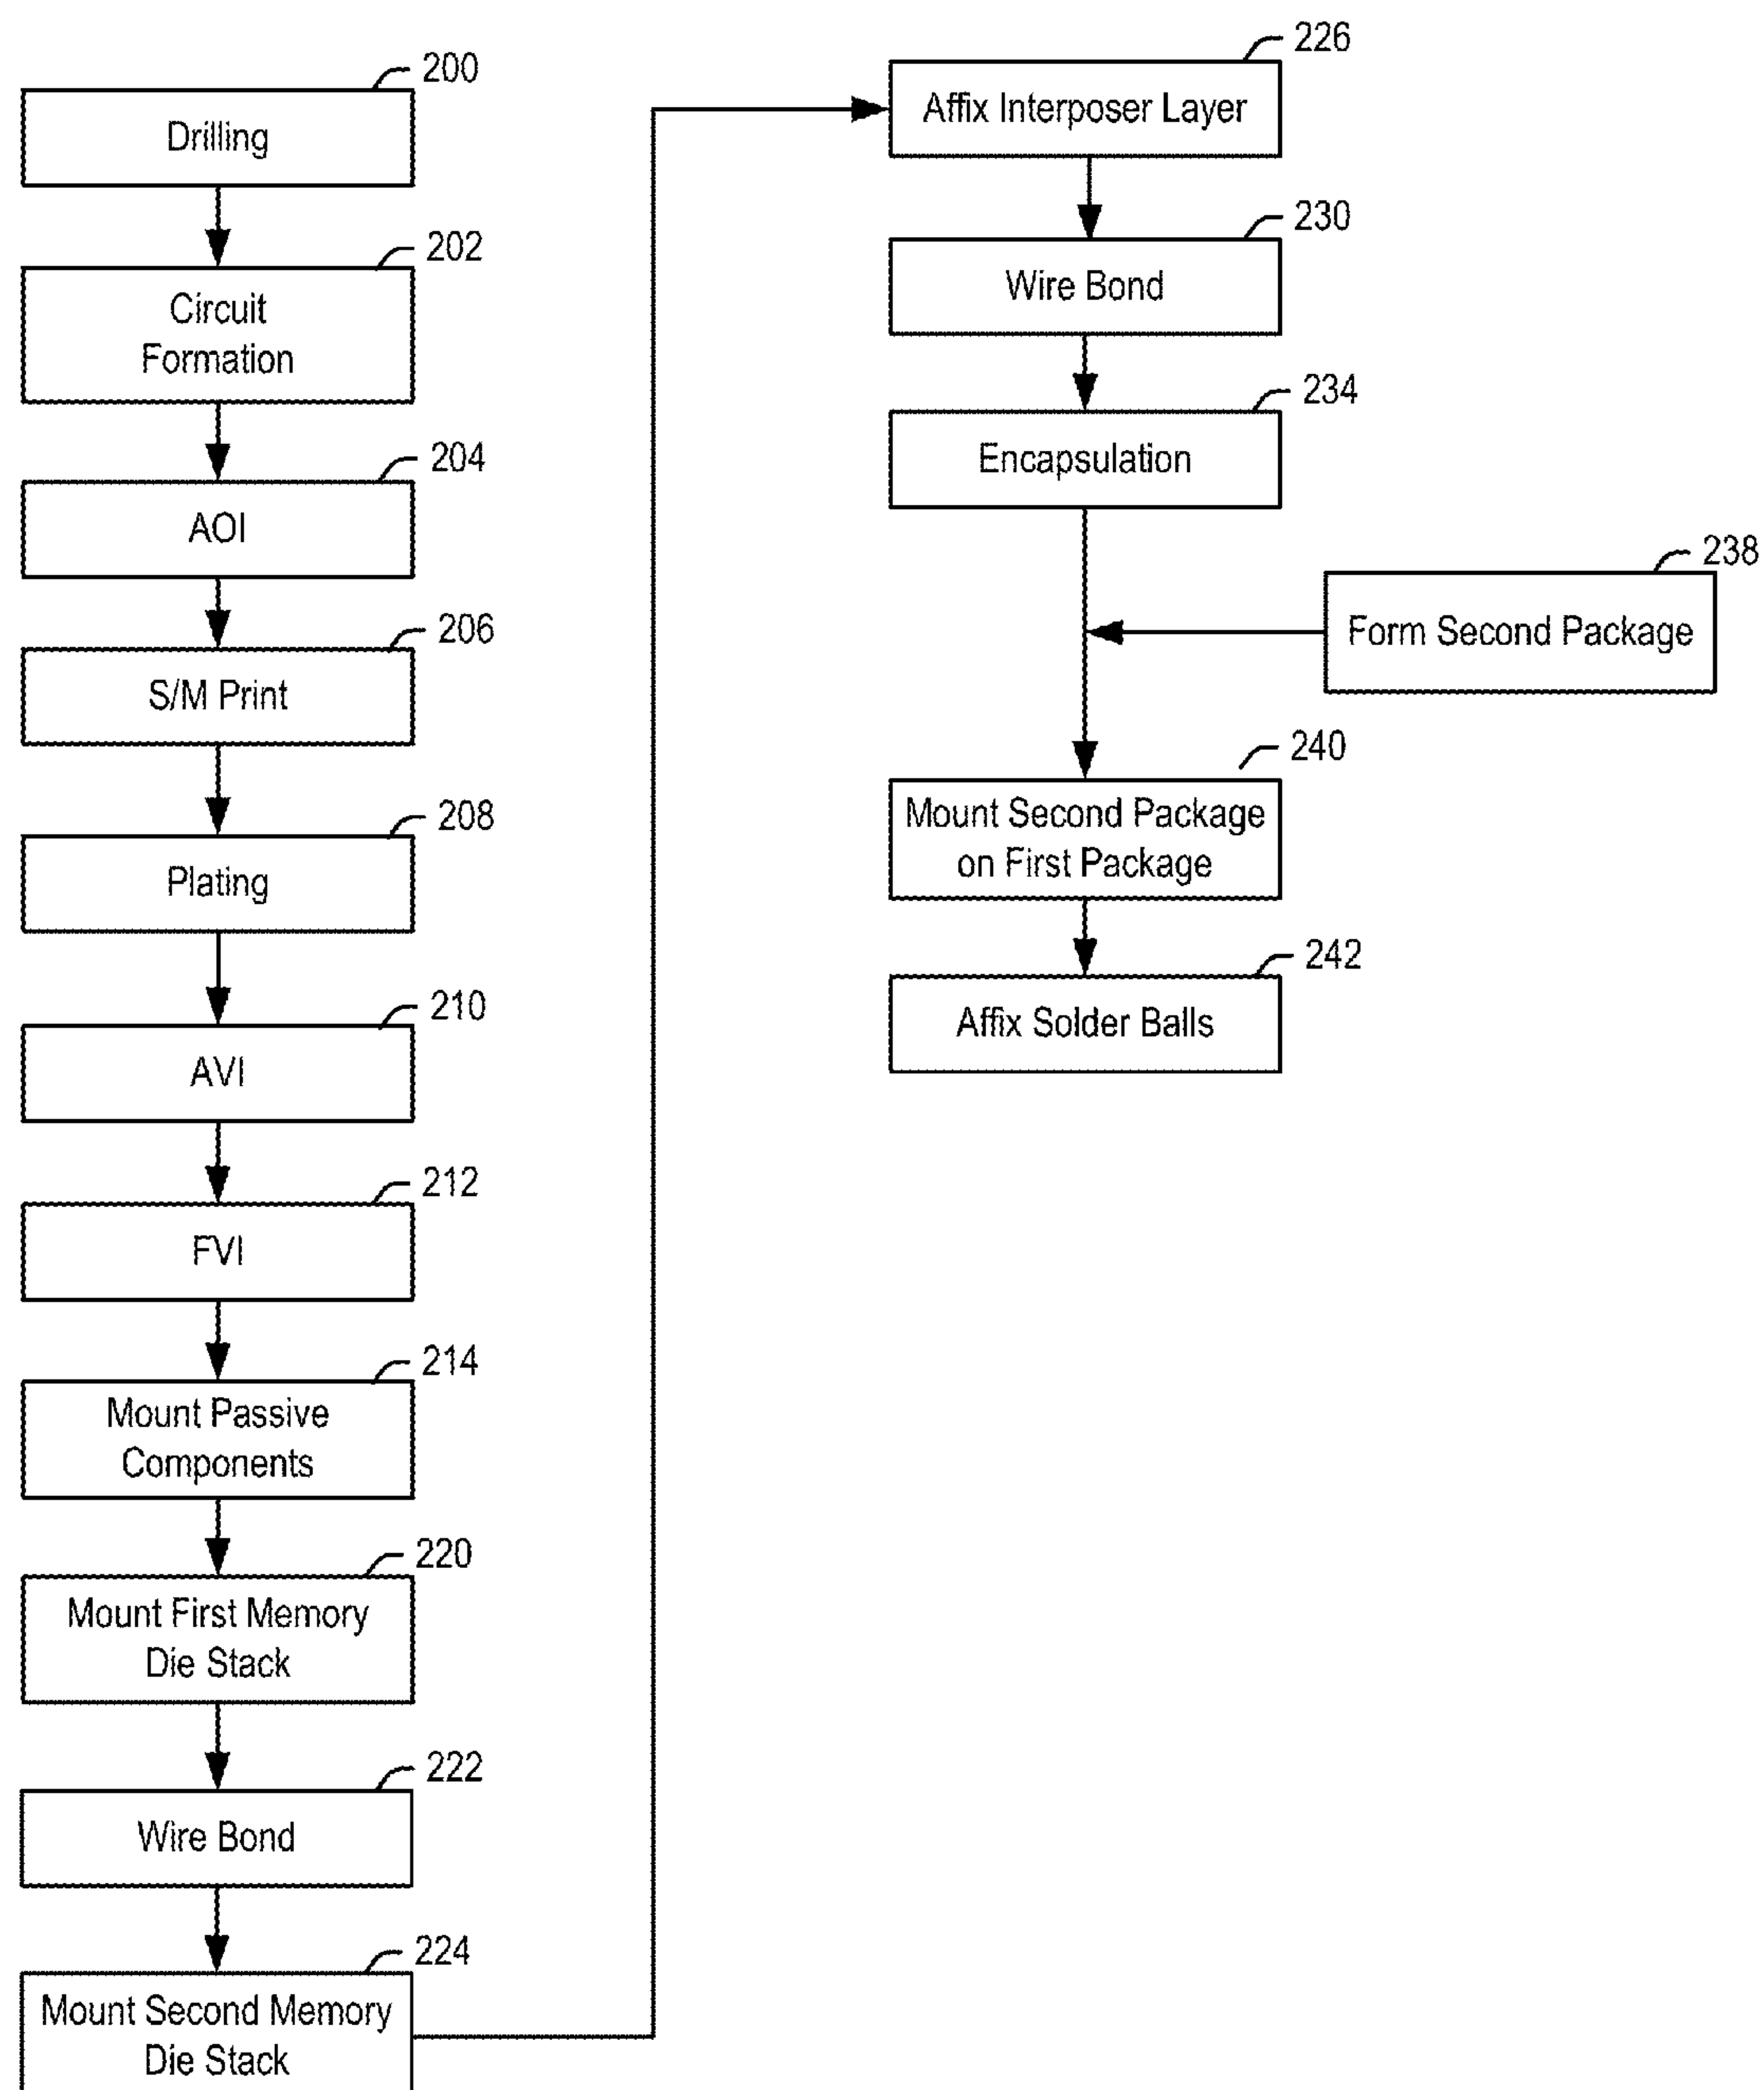 200
Drilling
202
Circuit
Formation
204
AOI
206
S/M Print
208
Plating
210
AVI
212
FVI
214
Mount Passive
Components
220
Mount First Memory
Die Stack
222
Wire Bond
224
Mount Second Memory
Die Stack
226
Affix Interposer Layer
230
Wire Bond
234
Encapsulation
238
Form Second Package
240
Mount Second Package
on First Package
242
Affix Solder Balls